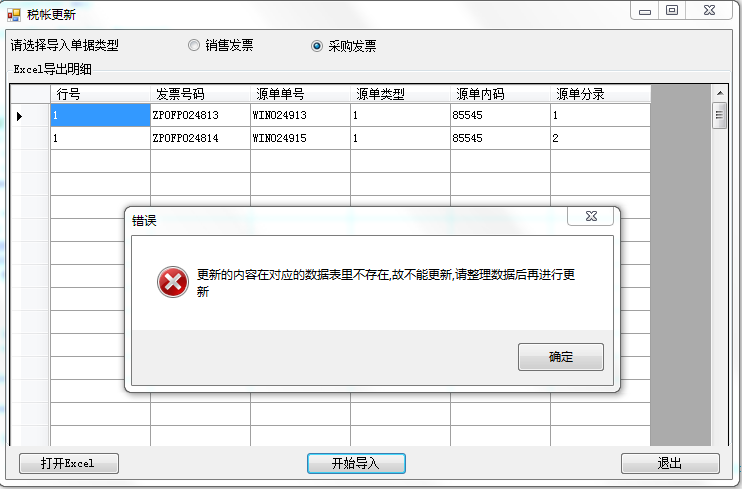 税帐更新
请选择导入单据类型 销售发票 采购发票
Excel导出明细
行号 发票号码 源单单号 源单类型 源单内码 源单分录
1 ZPOFP024813 WIN024913 1 85545 1
1 ZPOFP024814 WIN024915 1 85545 2
错误
更新的内容在对应的数据表里不存在,故不能更新,请整理数据后再进行更
新
确定
打开Excel 开始导入 退出